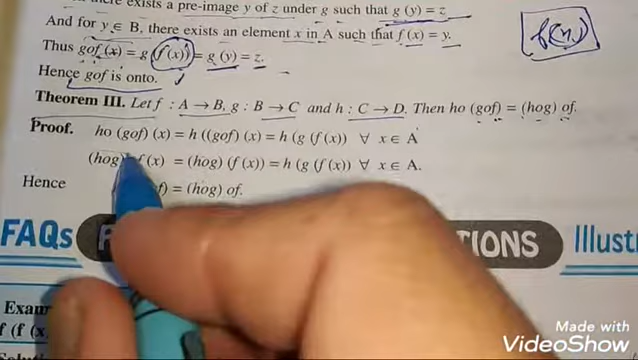 there exists a pre-image y of z under g such that g (y) = z
And for y ∈ B, there exists an element x in A such that f (x) = y.
f(x)
Thus gof (x) = g (f (x)) = g (y) = z.
Hence gof is onto.
Theorem III. Let f : A → B, g : B → C and h : C → D. Then ho (gof) = (hog) of.
Proof. ho (gof) (x) = h ((gof) (x) = h (g (f (x)) ∀ x ∈ A
(hog) f (x) = (hog) (f (x)) = h (g (f (x)) ∀ x ∈ A.
Hence f) = (hog) of.
FAQs IONS Illustr
Exam
f (f (x
Made with
VideoShow